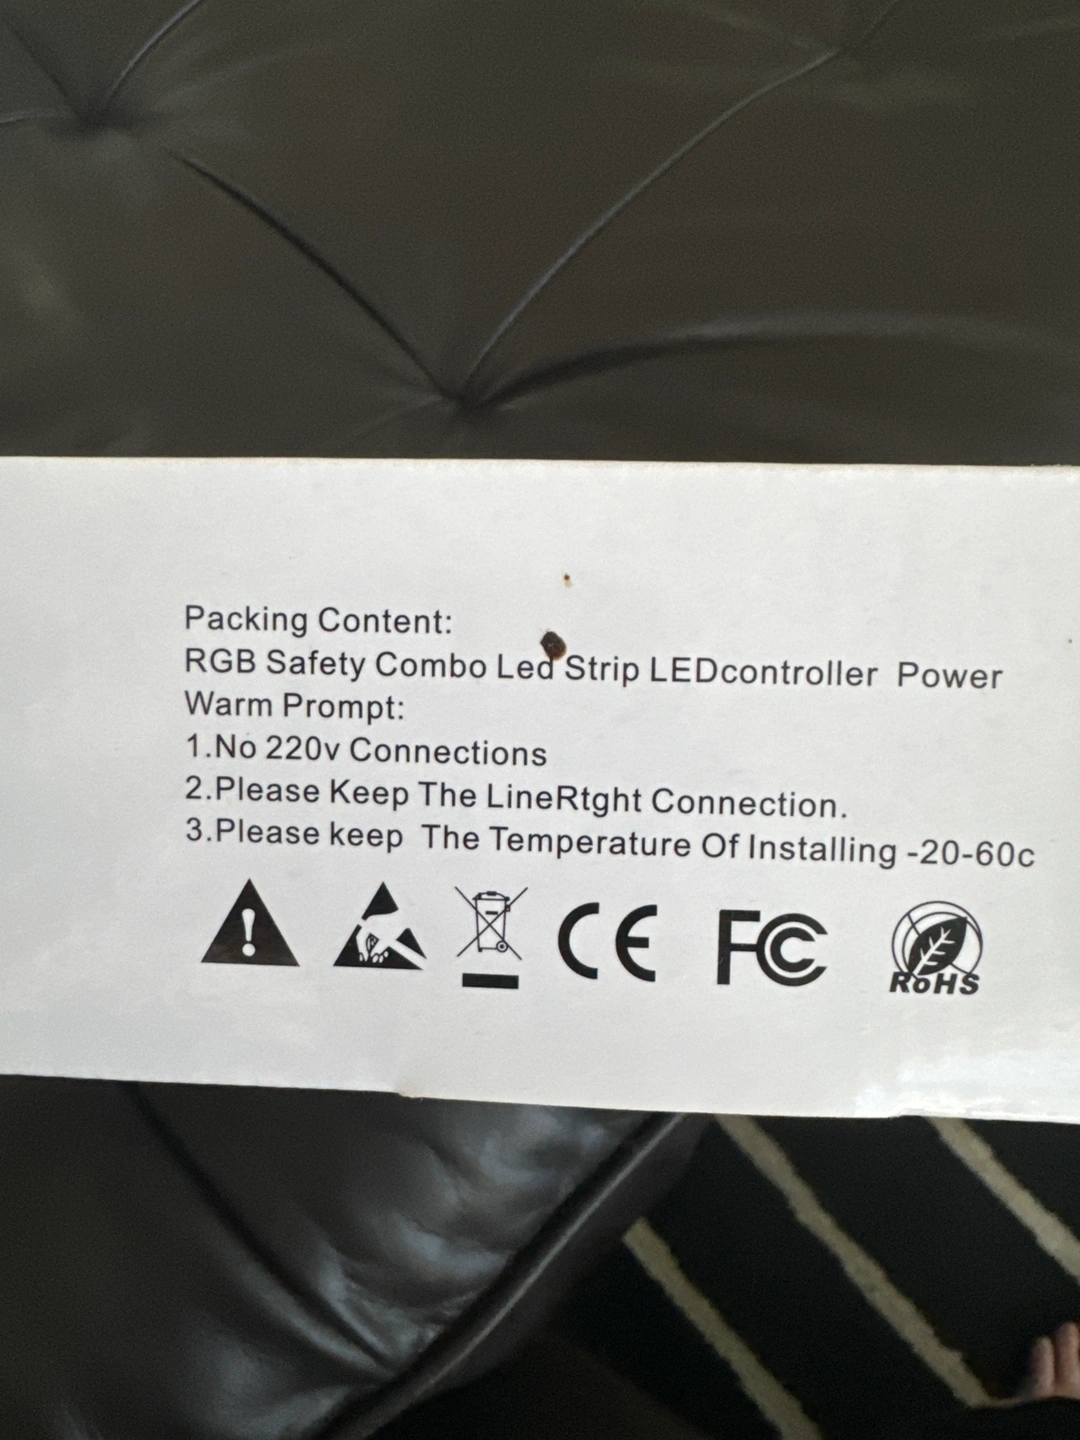 Packing Content:
RGB Safety Combo Led Strip LEDcontroller Power
Warm Prompt:
1.No 220v Connections
2.Please Keep The LineRtght Connection.
3.Please keep The Temperature Of Installing -20-60c
CE FC RoHS